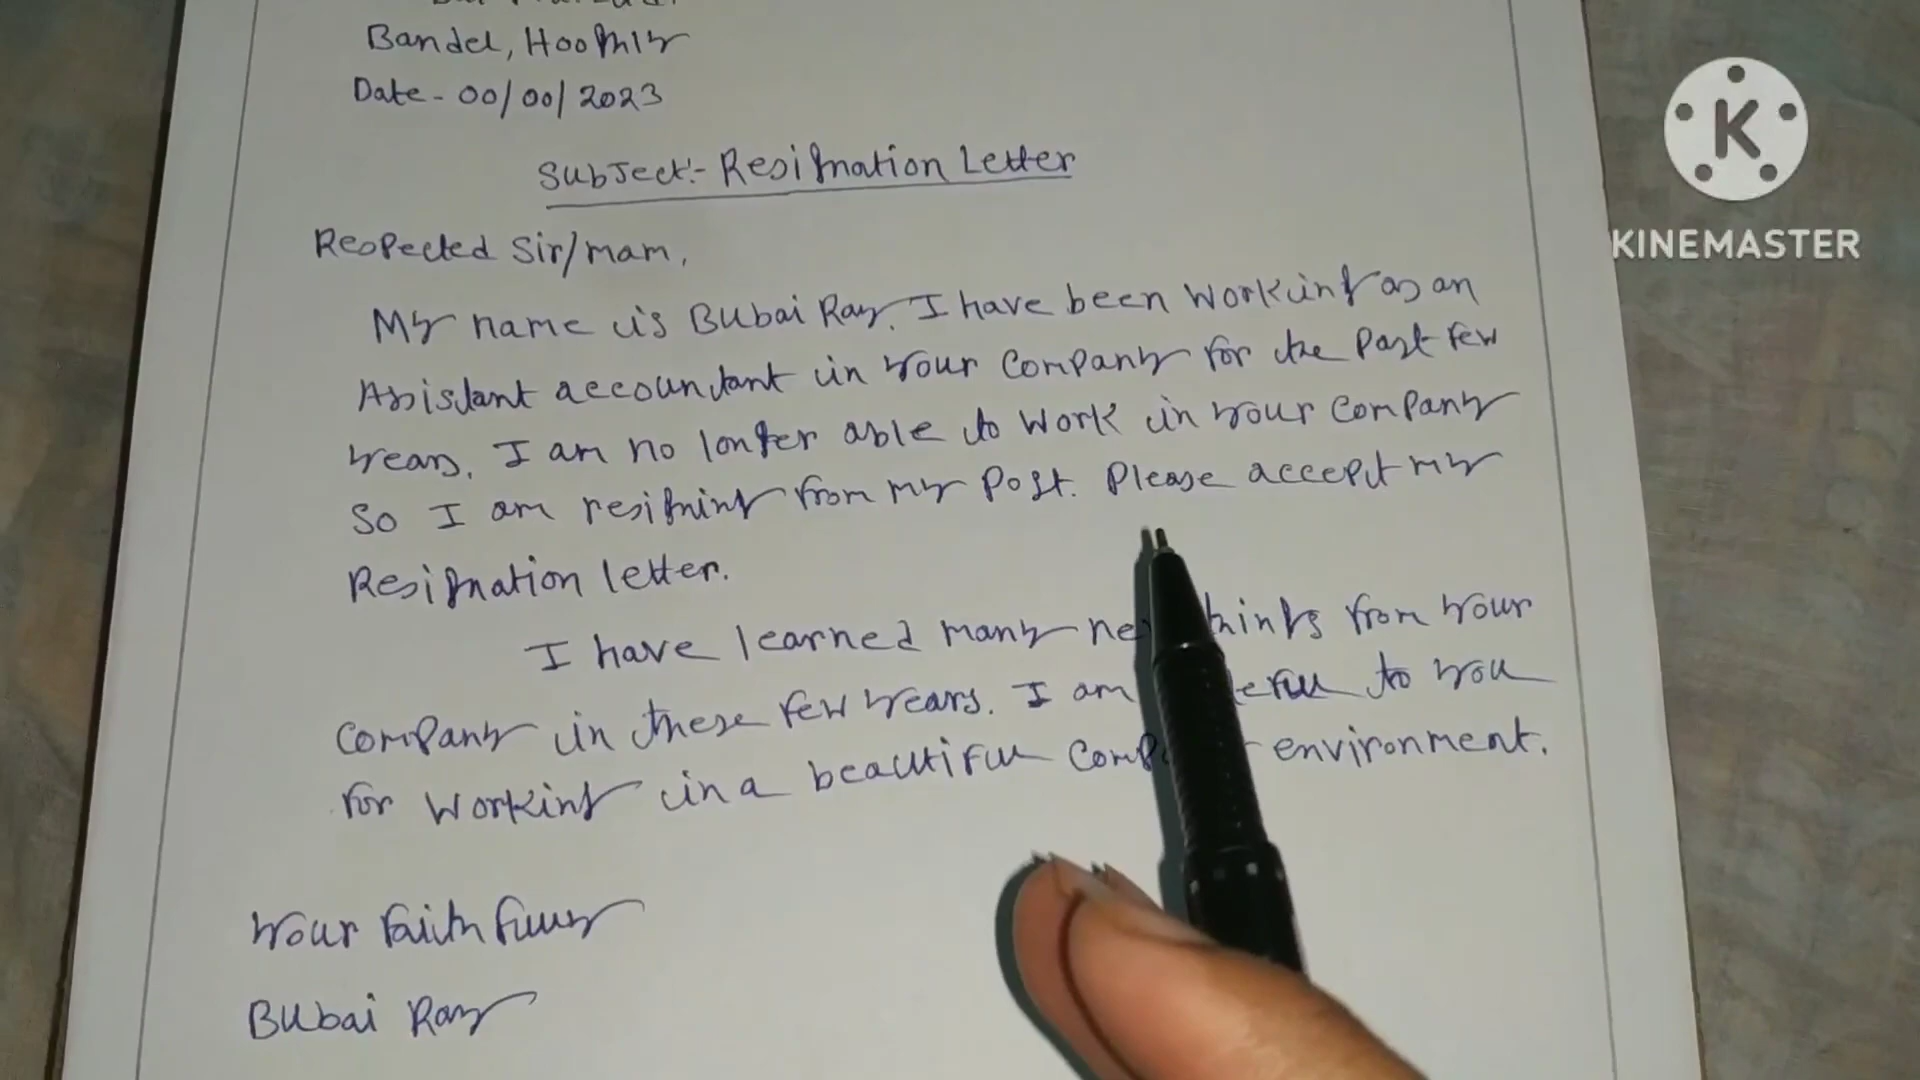 Bandel, Hooghly
Date - 00/00/2023
Subject:- Resignation Letter
Respected Sir/mam,
My name is Bubai Ray. I have been working as an
Assistant accountant in your company for the past few
years. I am no longer able to work in your company
So I am resigning from my post. Please accept my
Resignation letter.
I have learned many new things from your
company in these few years. I am to you
for working in a beautiful company environment.
your faithfully
Bubai Ray
K
KINEMASTER